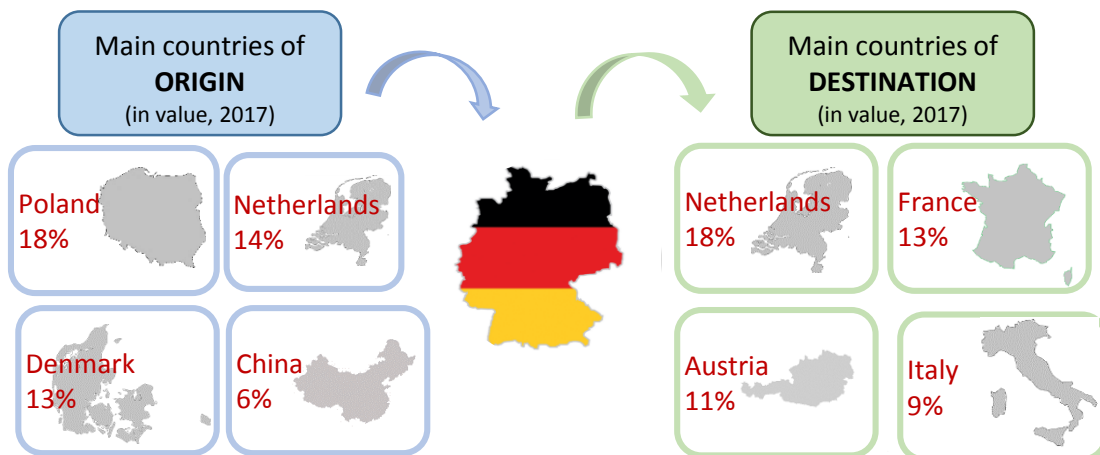 Main countries of
ORIGIN
(in value, 2017)
Main countries of
DESTINATION
(in value, 2017)
Poland
18%
Netherlands
14%
Netherlands
18%
France
13%
Denmark
13%
China
6%
Austria
11%
Italy
9%